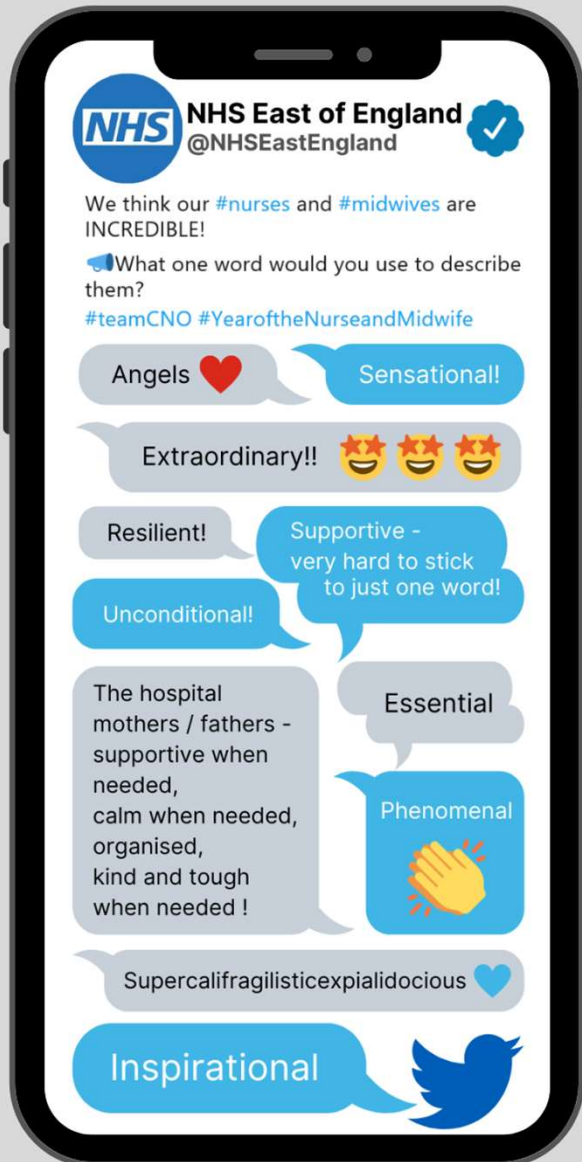 NHS
NHS East of England
@NHSEastEngland
We think our #nurses and #midwives are
INCREDIBLE!
📣What one word would you use to describe
them?
#teamCNO #YearoftheNurseandMidwife
Angels ❤️
Sensational!
Extraordinary!! 🤩 🤩 🤩
Resilient!
Supportive -
very hard to stick
to just one word!
Unconditional!
The hospital
mothers / fathers -
supportive when
needed,
calm when needed,
organised,
kind and tough
when needed !
Essential
Phenomenal
👏
Supercalifragilisticexpialidocious 💙
Inspirational